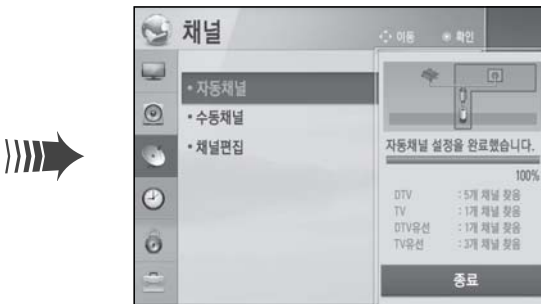 채널
이동 확인
• 자동채널
• 수동채널
• 채널편집
자동채널 설정을 완료했습니다.
100%
DTV : 5개 채널 찾음
TV : 1개 채널 찾음
DTV유선 : 1개 채널 찾음
TV유선 : 3개 채널 찾음
종료